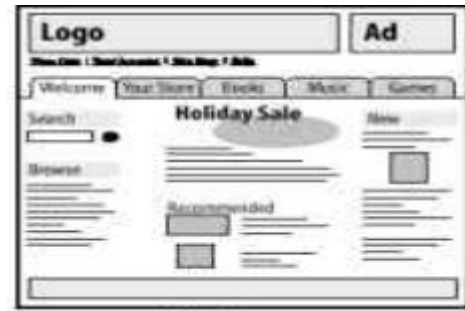 Logo
Ad
Welcome Your Store Books Music Games
Search
Holiday Sale
New
Browse
Recommended